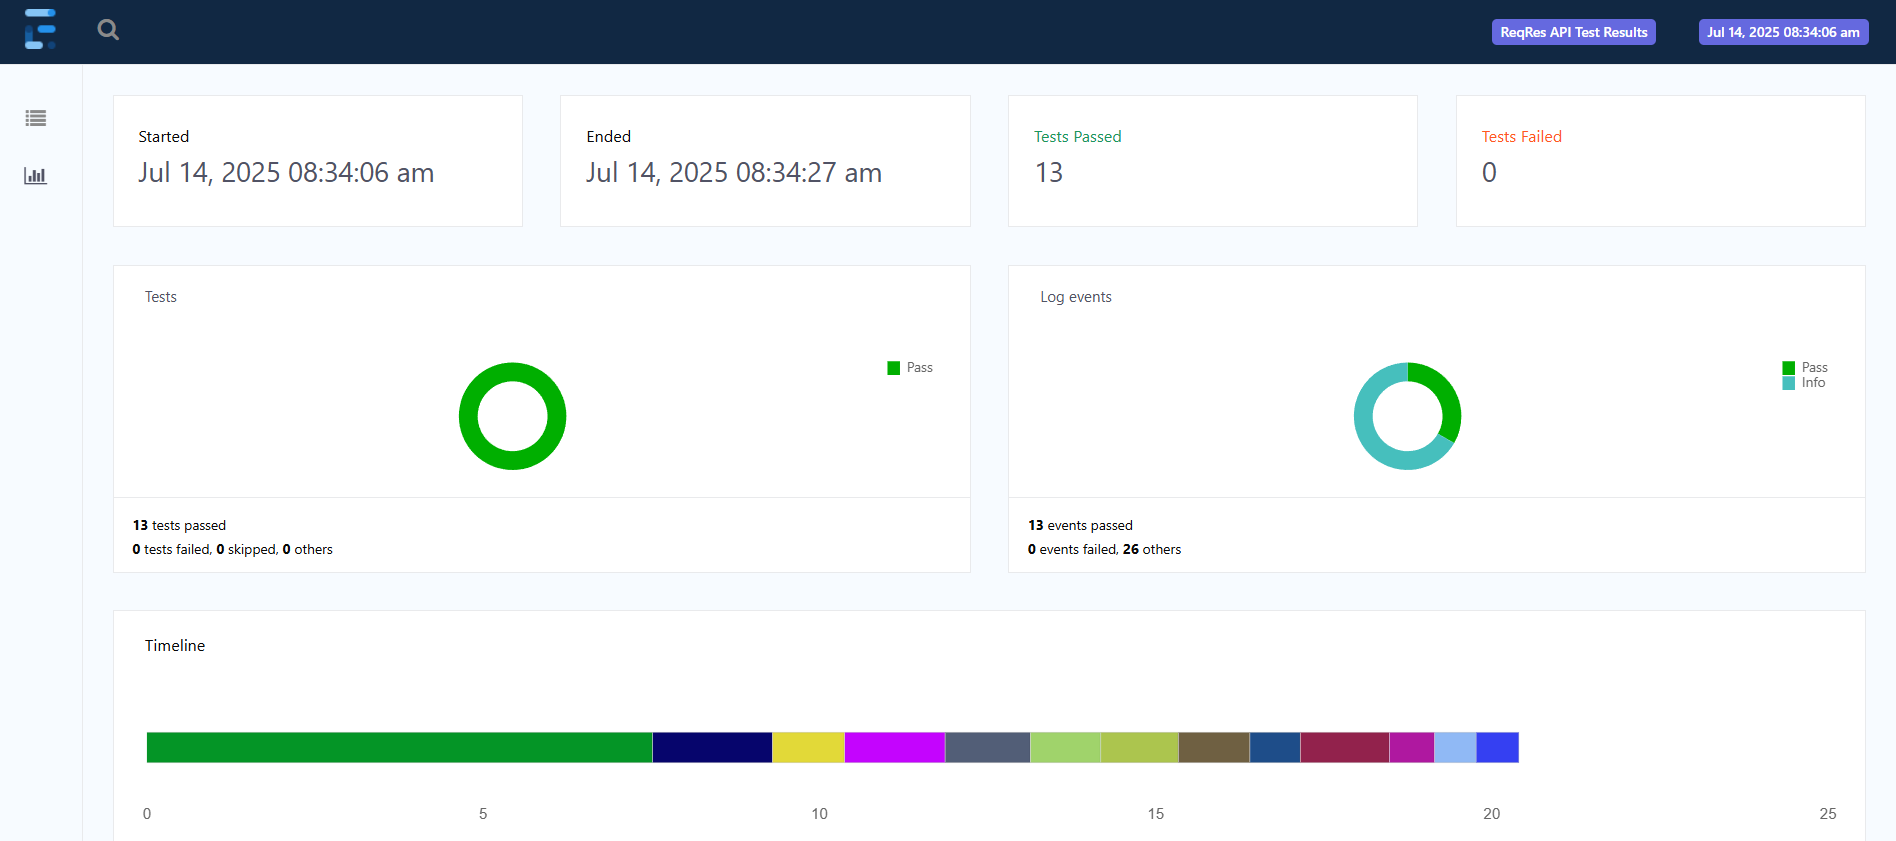 ReqRes API Test Results
Jul 14, 2025 08:34:06 am
Started
Jul 14, 2025 08:34:06 am
Ended
Jul 14, 2025 08:34:27 am
Tests Passed
13
Tests Failed
0
Tests
Pass
13 tests passed
0 tests failed, 0 skipped, 0 others
Log events
Pass
Info
13 events passed
0 events failed, 26 others
Timeline
0 5 10 15 20 25